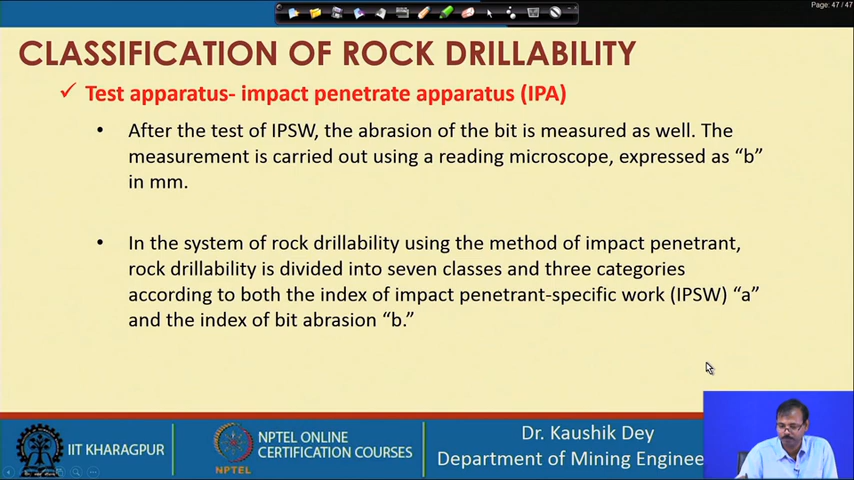 Page: 47 / 47
CLASSIFICATION OF ROCK DRILLABILITY
✓ Test apparatus- impact penetrate apparatus (IPA)
• After the test of IPSW, the abrasion of the bit is measured as well. The
measurement is carried out using a reading microscope, expressed as “b”
in mm.
• In the system of rock drillability using the method of impact penetrant,
rock drillability is divided into seven classes and three categories
according to both the index of impact penetrant-specific work (IPSW) “a”
and the index of bit abrasion “b.”
IIT KHARAGPUR
NPTEL
NPTEL ONLINE
CERTIFICATION COURSES
Dr. Kaushik Dey
Department of Mining Enginee